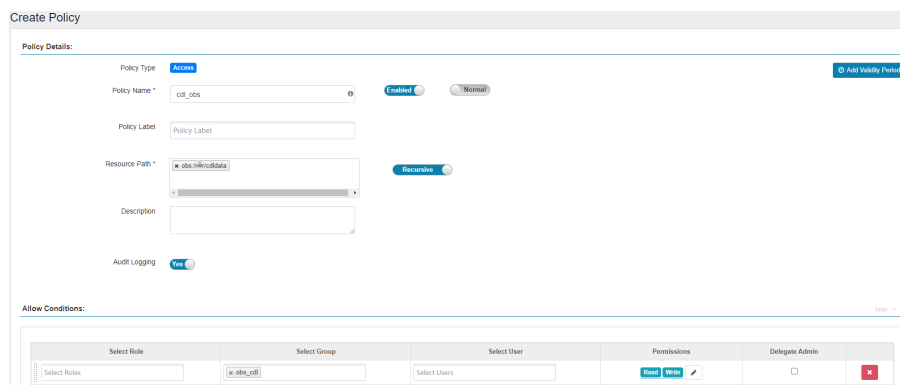 Create Policy
Policy Details:
Policy Type Access
Add Validity Period
Policy Name * cdl_obs Enabled Normal
Policy Label Policy Label
Resource Path * × obs:// /cdldata Recursive
Description
Audit Logging Yes
Allow Conditions:
hide
Select Role Select Group Select User Permissions Delegate Admin
Select Roles × obs_cdl Select Users Read Write